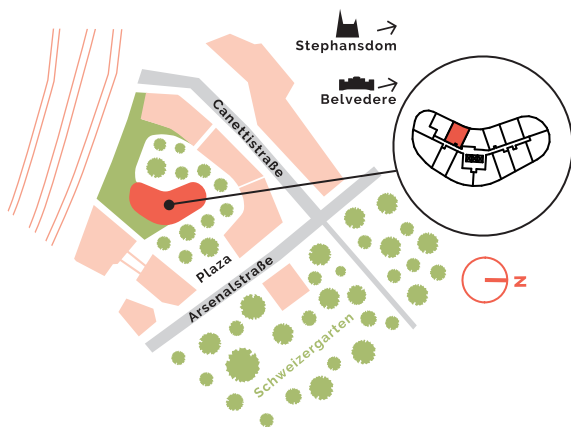 Stephansdom
Belvedere
Canettistraße
Plaza
Arsenalstraße
Schweizergarten
N